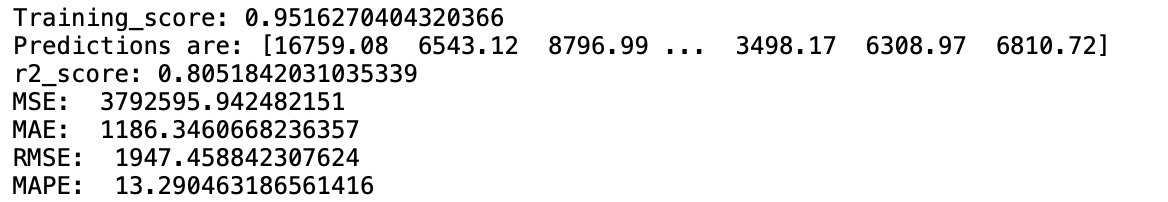 Training_score: 0.9516270404320366
Predictions are: [16759.08  6543.12  8796.99 ...  3498.17  6308.97  6810.72]
r2_score: 0.8051842031035339
MSE:  3792595.942482151
MAE:  1186.3460668236357
RMSE:  1947.458842307624
MAPE:  13.290463186561416